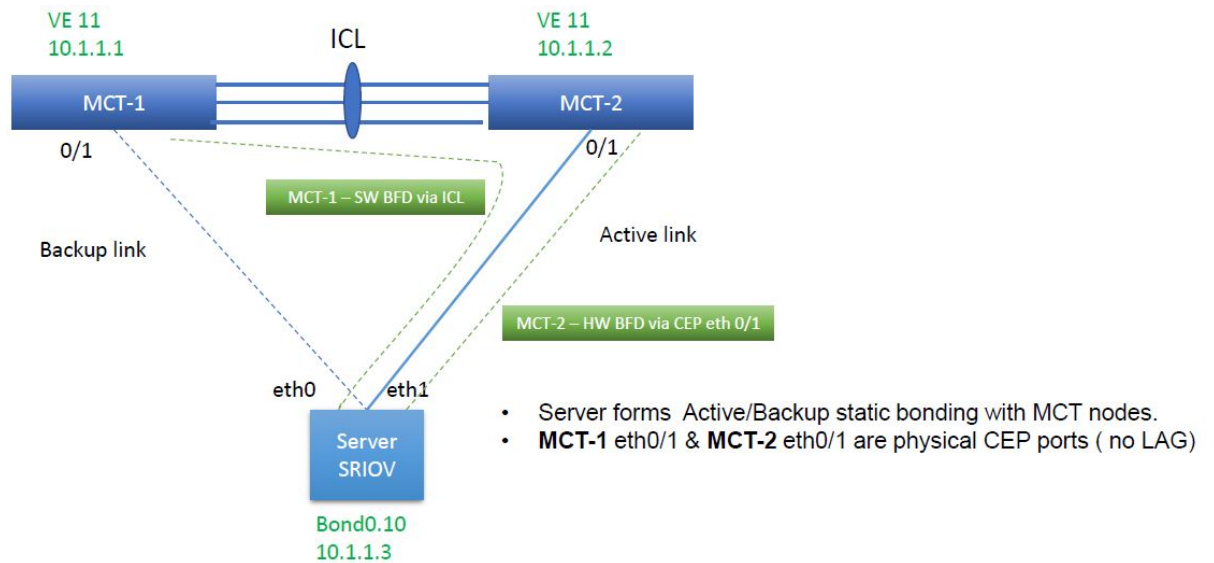 VE 11
10.1.1.1
ICL
VE 11
10.1.1.2
MCT-1
MCT-2
0/1
0/1
MCT-1 – SW BFD via ICL
Backup link
Active link
MCT-2 – HW BFD via CEP eth 0/1
eth0
eth1
Server
SRIOV
Bond0.10
10.1.1.3
• Server forms Active/Backup static bonding with MCT nodes.
• MCT-1 eth0/1 & MCT-2 eth0/1 are physical CEP ports ( no LAG)